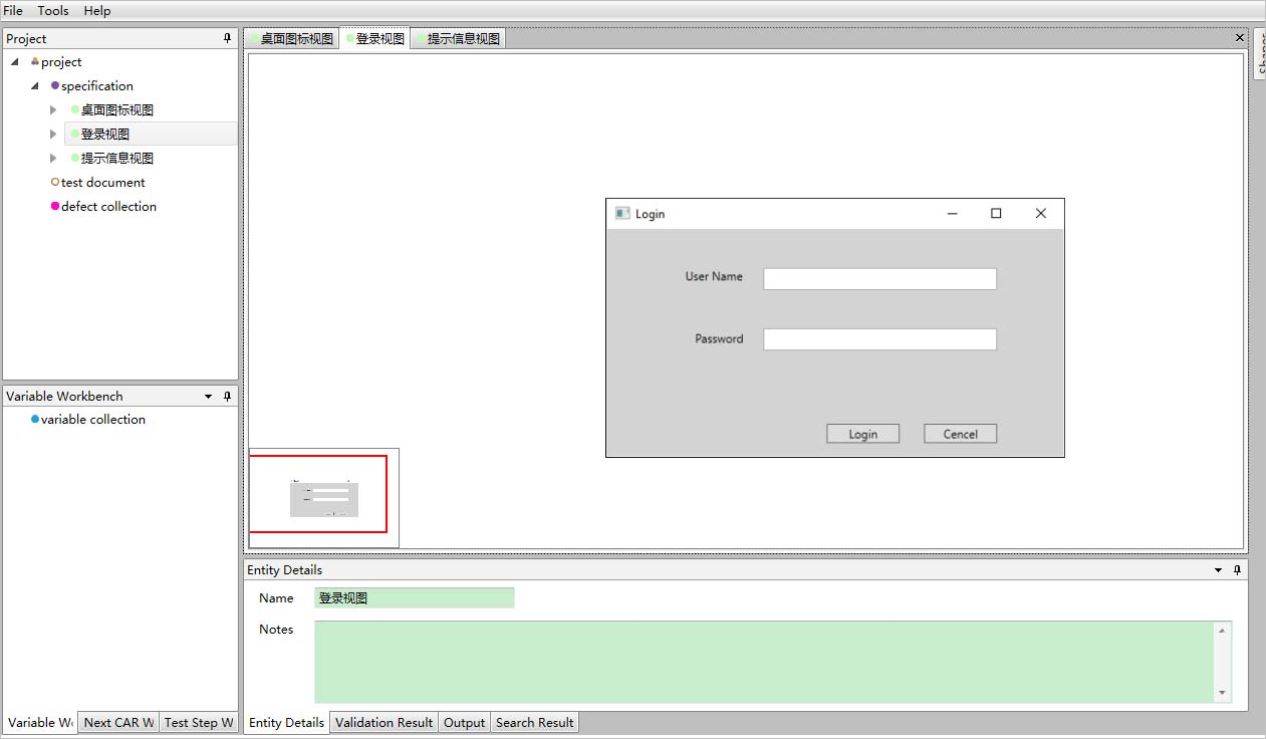 File Tools Help
Project
project
specification
桌面图标视图
登录视图
提示信息视图
test document
defect collection
Variable Workbench
variable collection
Variable W
Next CAR W
Test Step W
桌面图标视图
登录视图
提示信息视图
Login
User Name
Password
Login
Cencel
Entity Details
Name
登录视图
Notes
Entity Details
Validation Result
Output
Search Result